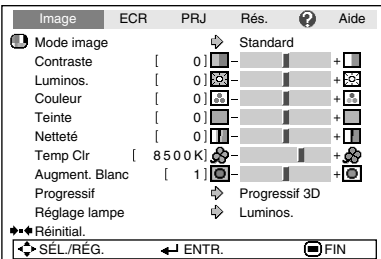 Image ECR PRJ Rés. ? Aide
Mode image Standard
Contraste [ 0] - +
Luminos. [ 0] - +
Couleur [ 0] - +
Teinte [ 0] - +
Netteté [ 0] - +
Temp Clr [ 8500K] - +
Augment. Blanc [ 1] - +
Progressif Progressif 3D
Réglage lampe Luminos.
Réinitial.
SÉL./RÉG. ENTR. FIN